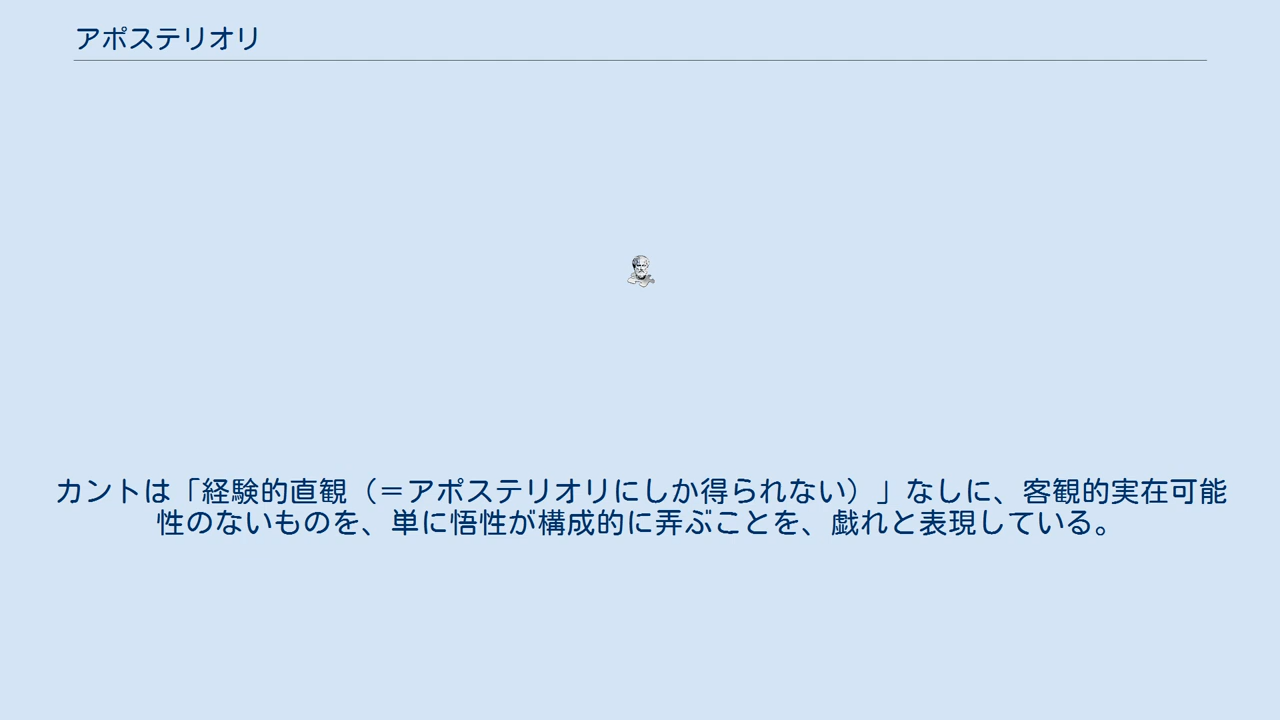 アポステリオリ
カントは「経験的直観（＝アポステリオリにしか得られない）」なしに、客観的実在可能
性のないものを、単に悟性が構成的に弄ぶことを、戯れと表現している。